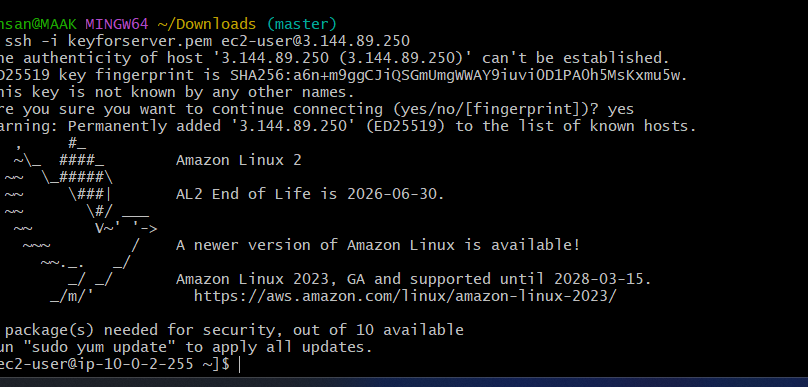 nsan@MAAK MINGW64 ~/Downloads (master)
ssh -i keyforserver.pem ec2-user@3.144.89.250
he authenticity of host '3.144.89.250 (3.144.89.250)' can't be established.
D25519 key fingerprint is SHA256:a6n+m9ggCJiQSGmUmgWWAY9iuvi0D1PA0h5MsKxmu5w.
his key is not known by any other names.
re you sure you want to continue connecting (yes/no/[fingerprint])? yes
arning: Permanently added '3.144.89.250' (ED25519) to the list of known hosts.
  ,     #_
  ~\_  ####_        Amazon Linux 2
 ~~  \_#####\
 ~~     \###|       AL2 End of Life is 2026-06-30.
 ~~       \#/ ___
  ~~       V~' '->
   ~~~         /    A newer version of Amazon Linux is available!
     ~~._.   _/
        _/ _/       Amazon Linux 2023, GA and supported until 2028-03-15.
      _/m/'           https://aws.amazon.com/linux/amazon-linux-2023/
package(s) needed for security, out of 10 available
un "sudo yum update" to apply all updates.
ec2-user@ip-10-0-2-255 ~]$